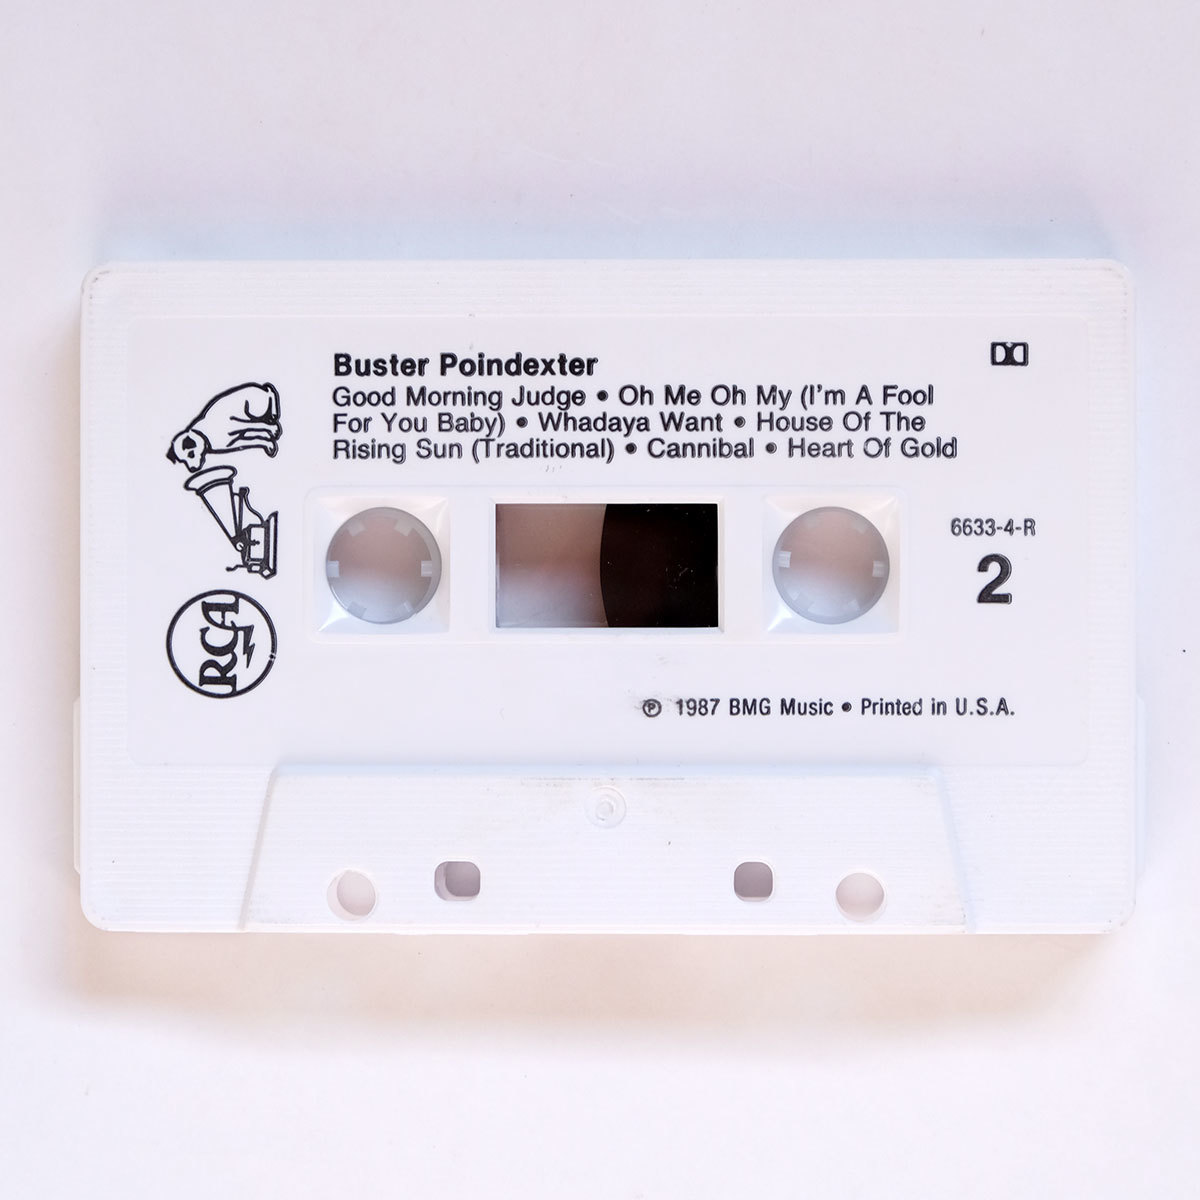 Buster Poindexter
Good Morning Judge • Oh Me Oh My (I'm A Fool
For You Baby) • Whadaya Want • House Of The
Rising Sun (Traditional) • Cannibal • Heart Of Gold
6633-4-R
2
RCA
℗ 1987 BMG Music • Printed in U.S.A.